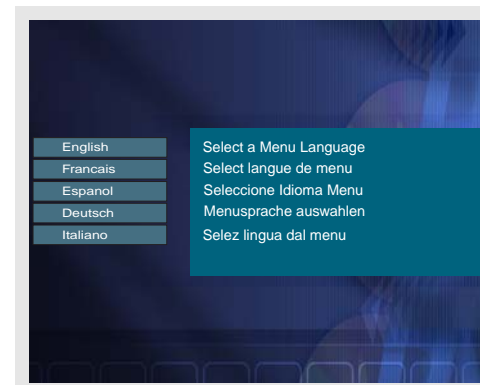 English
Francais
Espanol
Deutsch
Italiano
Select a Menu Language
Select langue de menu
Seleccione Idioma Menu
Menusprache auswahlen
Selez lingua dal menu